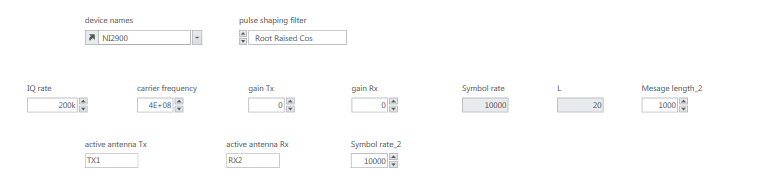 device names pulse shaping filter
NI2900 Root Raised Cos
IQ rate carrier frequency gain Tx gain Rx Symbol rate L Mesage length_2
200k 4E+08 0 0 10000 20 1000
active antenna Tx active antenna Rx Symbol rate_2
TX1 RX2 10000